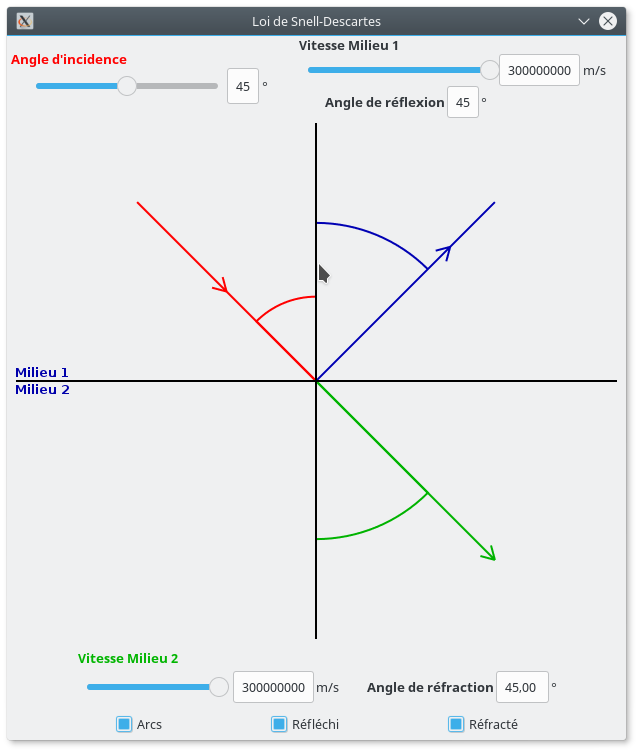 Loi de Snell-Descartes
Angle d'incidence
45 °
Vitesse Milieu 1
300000000 m/s
Angle de réflexion 45 °
Milieu 1
Milieu 2
Vitesse Milieu 2
300000000 m/s
Angle de réfraction 45,00 °
Arcs
Réfléchi
Réfracté